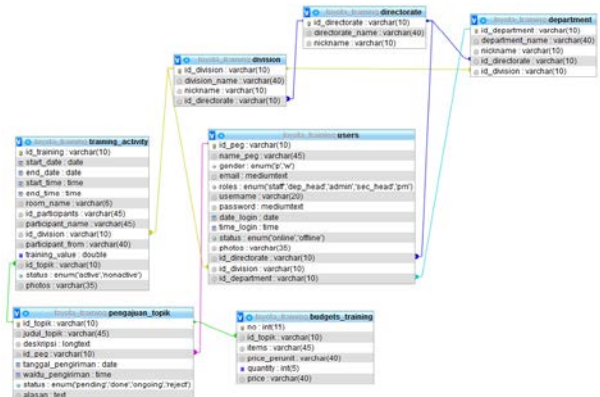 toyota_training directorate
id_directorate : varchar(10)
directorate_name : varchar(40)
nickname : varchar(10)
toyota_training department
id_department : varchar(10)
department_name : varchar(40)
nickname : varchar(10)
id_directorate : varchar(10)
id_division : varchar(10)
toyota_training division
id_division : varchar(10)
division_name : varchar(40)
nickname : varchar(10)
id_directorate : varchar(10)
toyota_training training_activity
id_training : varchar(10)
start_date : date
end_date : date
start_time : time
end_time : time
room_name : varchar(6)
id_participants : varchar(45)
participant_name : varchar(45)
id_division : varchar(10)
participant_from : varchar(40)
training_value : double
id_topik : varchar(10)
status : enum('active','nonactive')
photos : varchar(35)
toyota_training users
id_peg : varchar(10)
name_peg : varchar(45)
gender : enum('p','w')
email : mediumtext
roles : enum('staff','dep_head','admin','sec_head','pm')
username : varchar(20)
password : mediumtext
date_login : date
time_login : time
status : enum('online','offline')
photos : varchar(35)
id_directorate : varchar(10)
id_division : varchar(10)
id_department : varchar(10)
toyota_training pengajuan_topik
id_topik : varchar(10)
judul_topik : varchar(45)
deskripsi : longtext
id_peg : varchar(10)
tanggal_pengiriman : date
waktu_pengiriman : time
status : enum('pending','done','ongoing','reject')
alasan : text
toyota_training budgets_training
no : int(11)
id_topik : varchar(10)
items : varchar(45)
price_perunit : varchar(40)
quantity : int(5)
price : varchar(40)